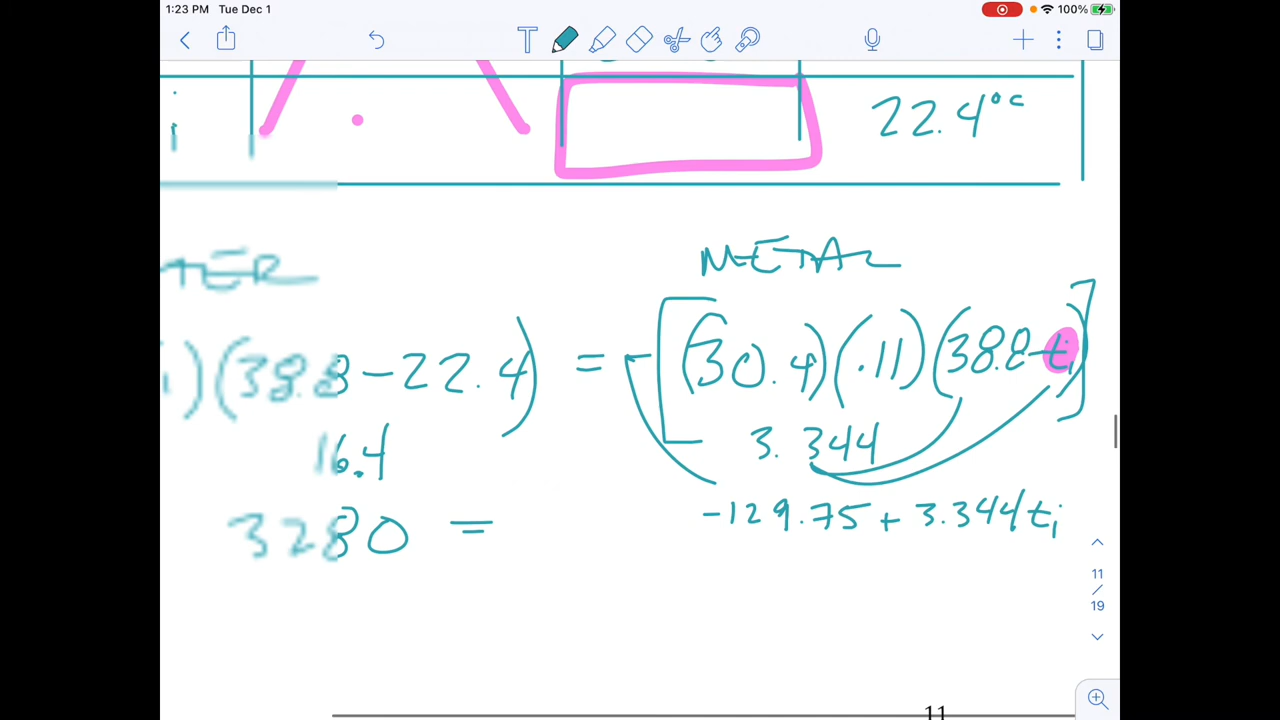 1:23 PM Tue Dec 1
100%
T
i
22.4°C
TER
METAL
)(38.8-22.4) = -[(30.4)(.11)(38.8-ti)]
16.4
3.344
-129.75 + 3.344ti
3280 =
11
/
19
11